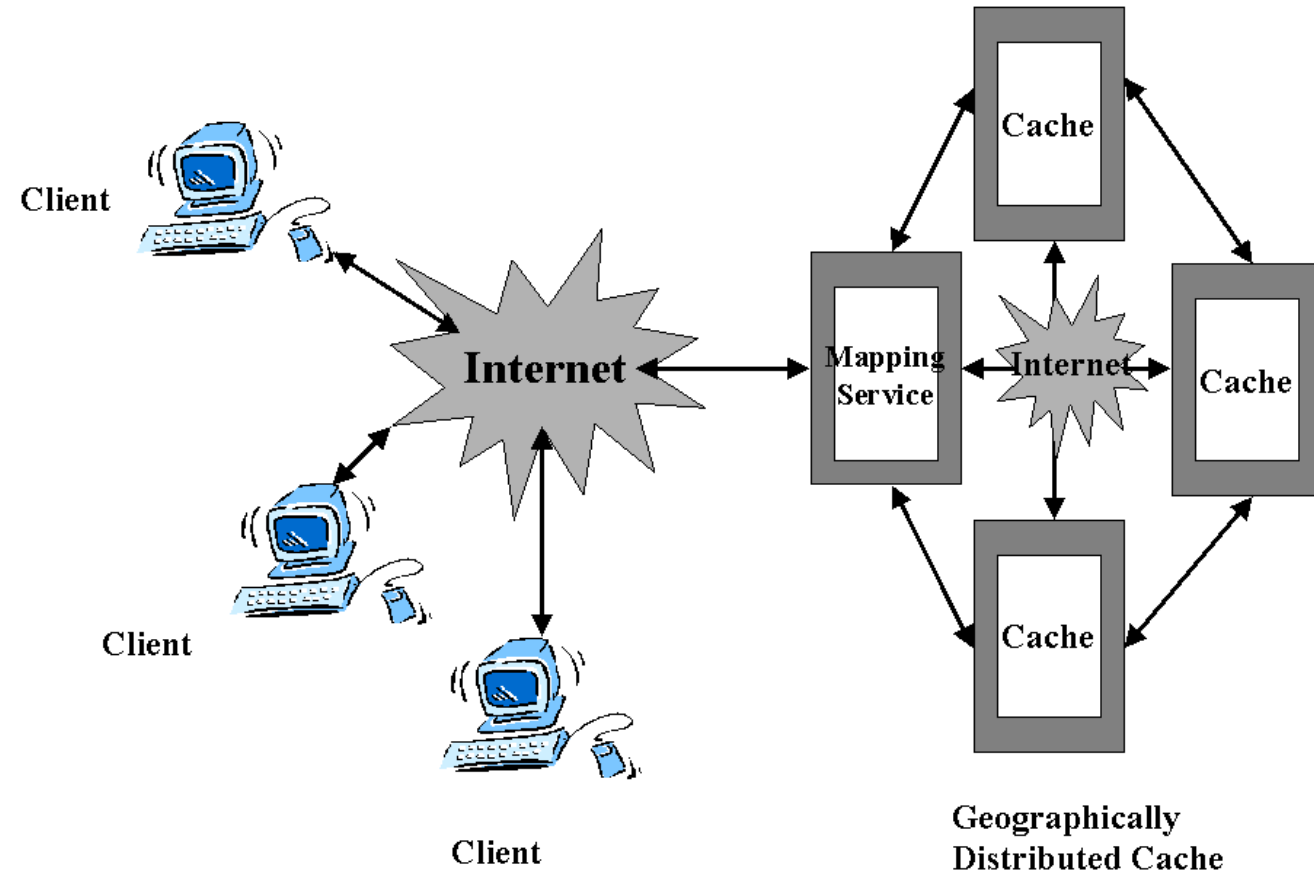 Cache
Client
Internet
Mapping
Service
Internet
Cache
Client
Cache
Client
Geographically
Distributed Cache